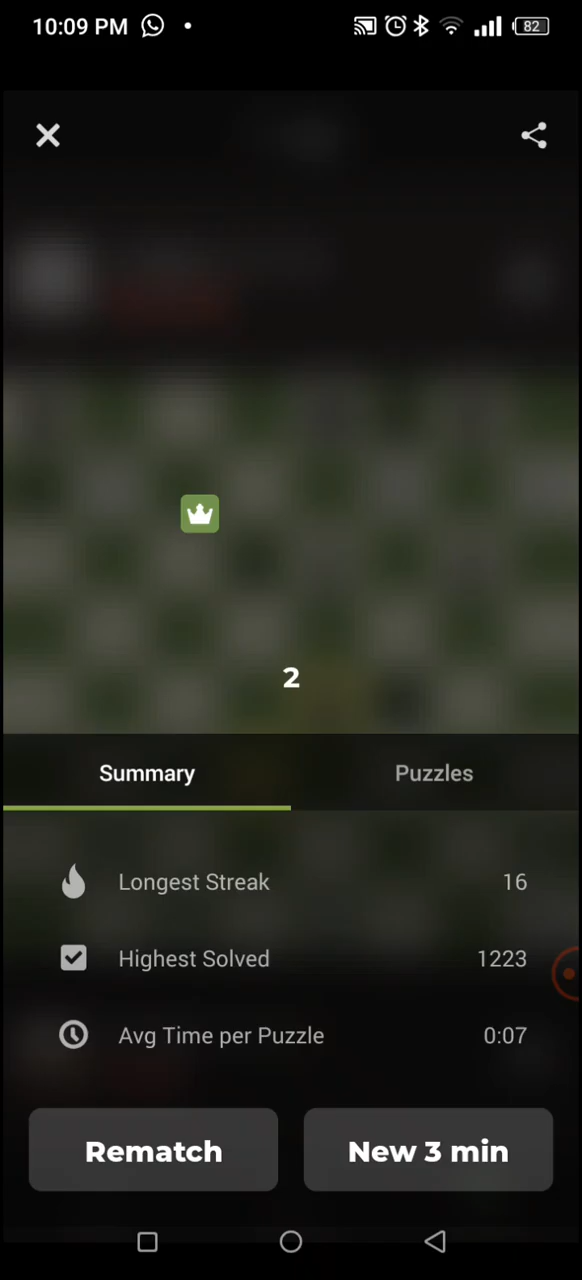 10:09 PM
82
2
Summary Puzzles
Longest Streak 16
Highest Solved 1223
Avg Time per Puzzle 0:07
Rematch New 3 min